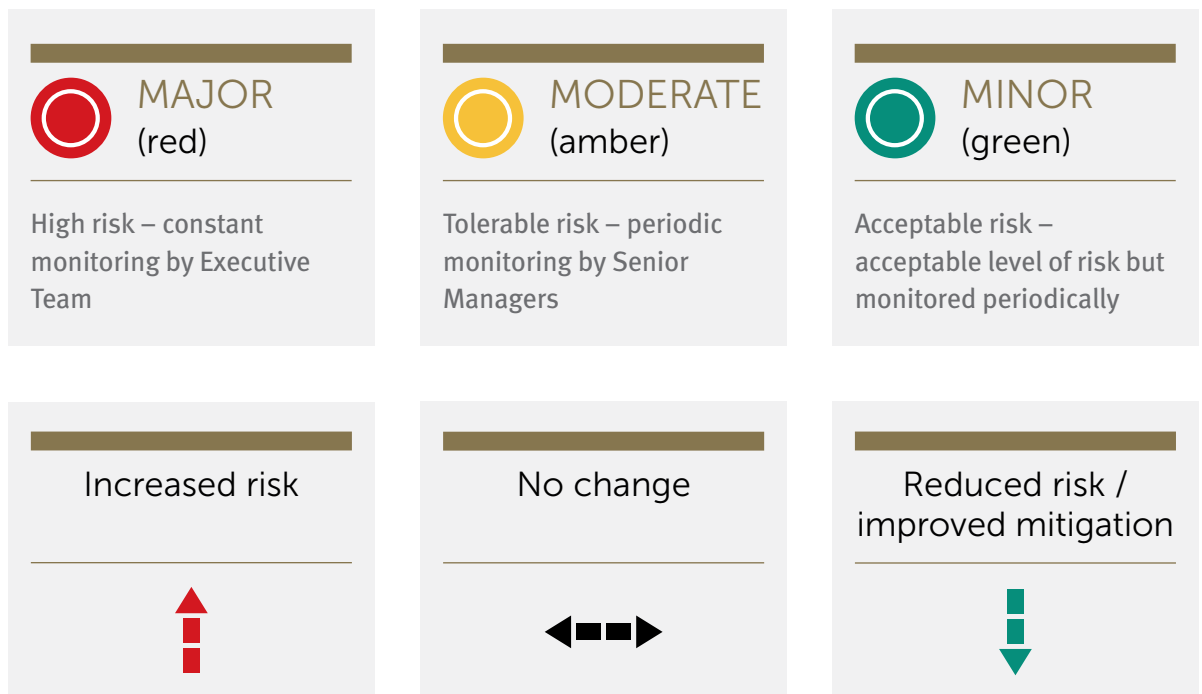 MAJOR
(red)
High risk – constant
monitoring by Executive
Team
MODERATE
(amber)
Tolerable risk – periodic
monitoring by Senior
Managers
MINOR
(green)
Acceptable risk –
acceptable level of risk but
monitored periodically
Increased risk
No change
Reduced risk /
improved mitigation